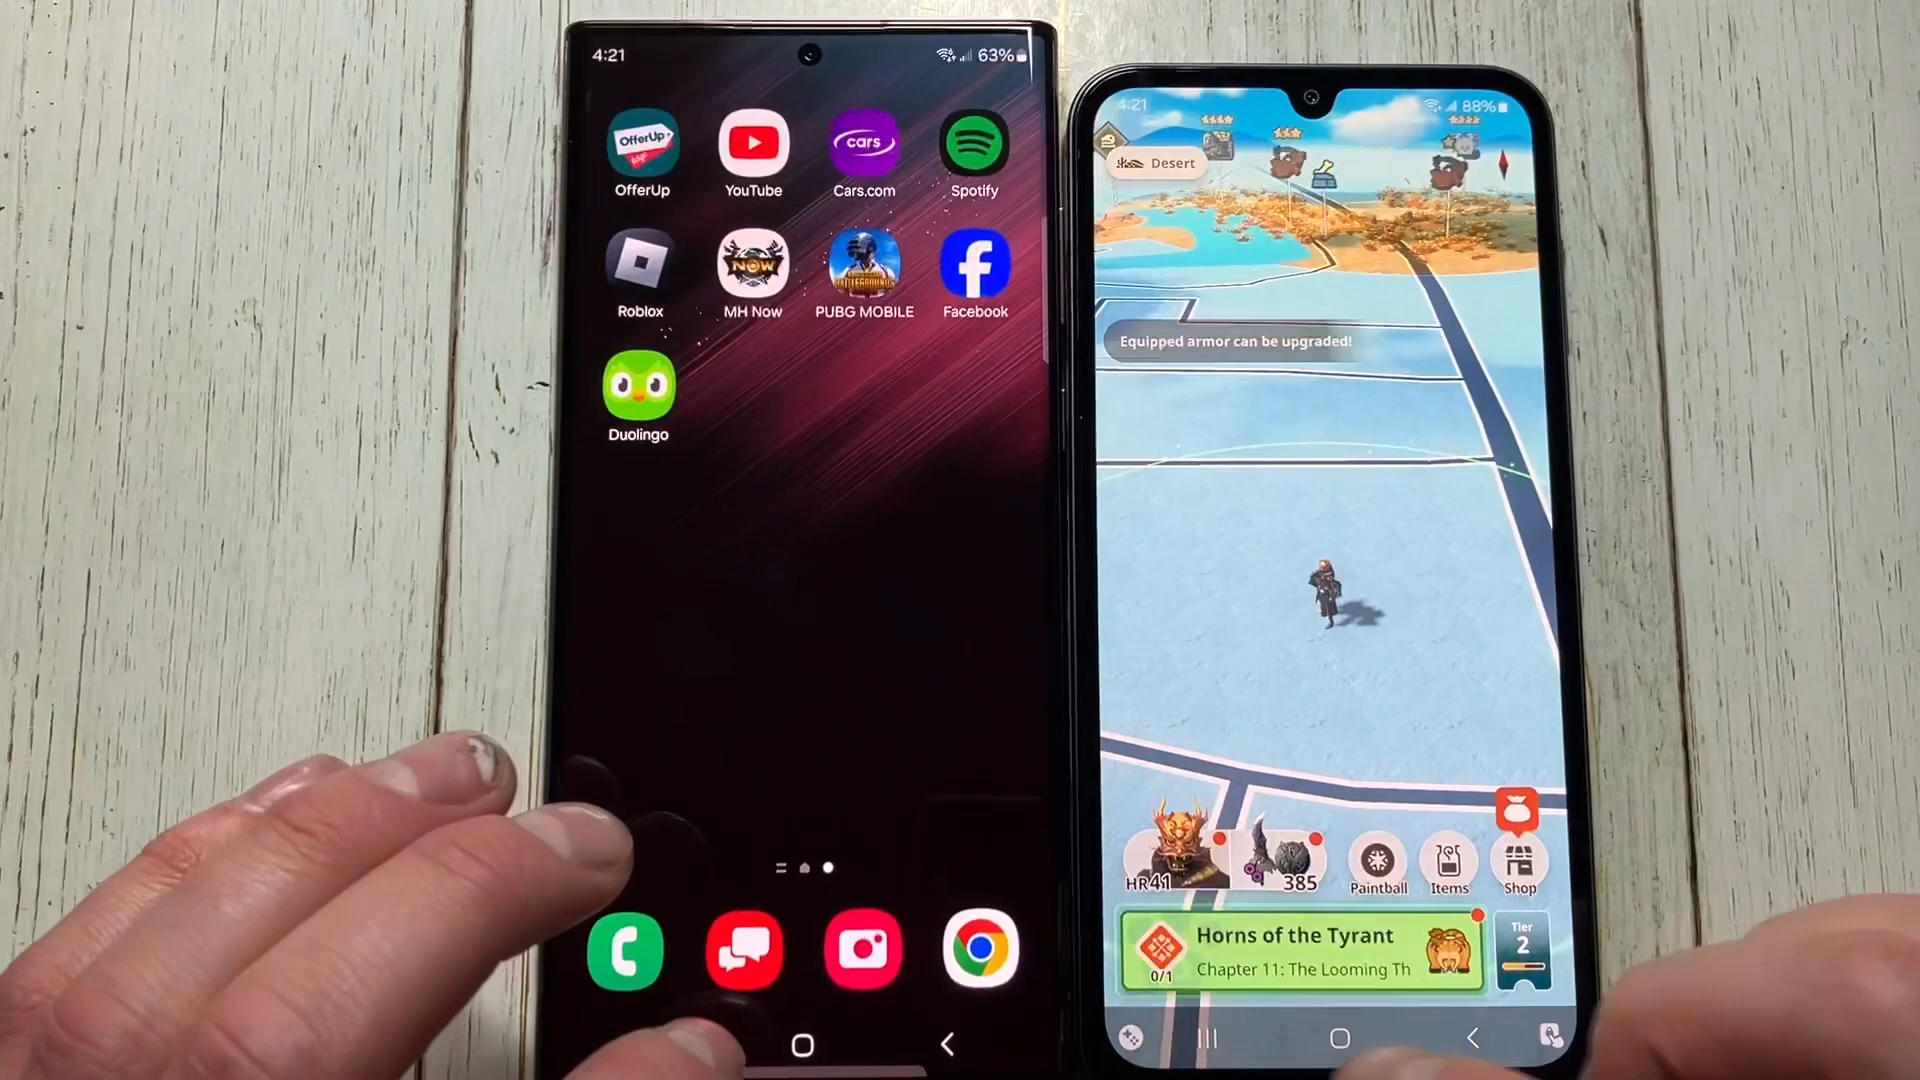 4:21
63%
OfferUp
OfferUp
YouTube
cars
Cars.com
Spotify
Roblox
NOW
MH Now
PUBG MOBILE
Facebook
Duolingo
4:21
88%
Desert
Equipped armor can be upgraded!
HR41
385
Paintball
Items
Shop
Horns of the Tyrant
0/1
Chapter 11: The Looming Th
Tier
2